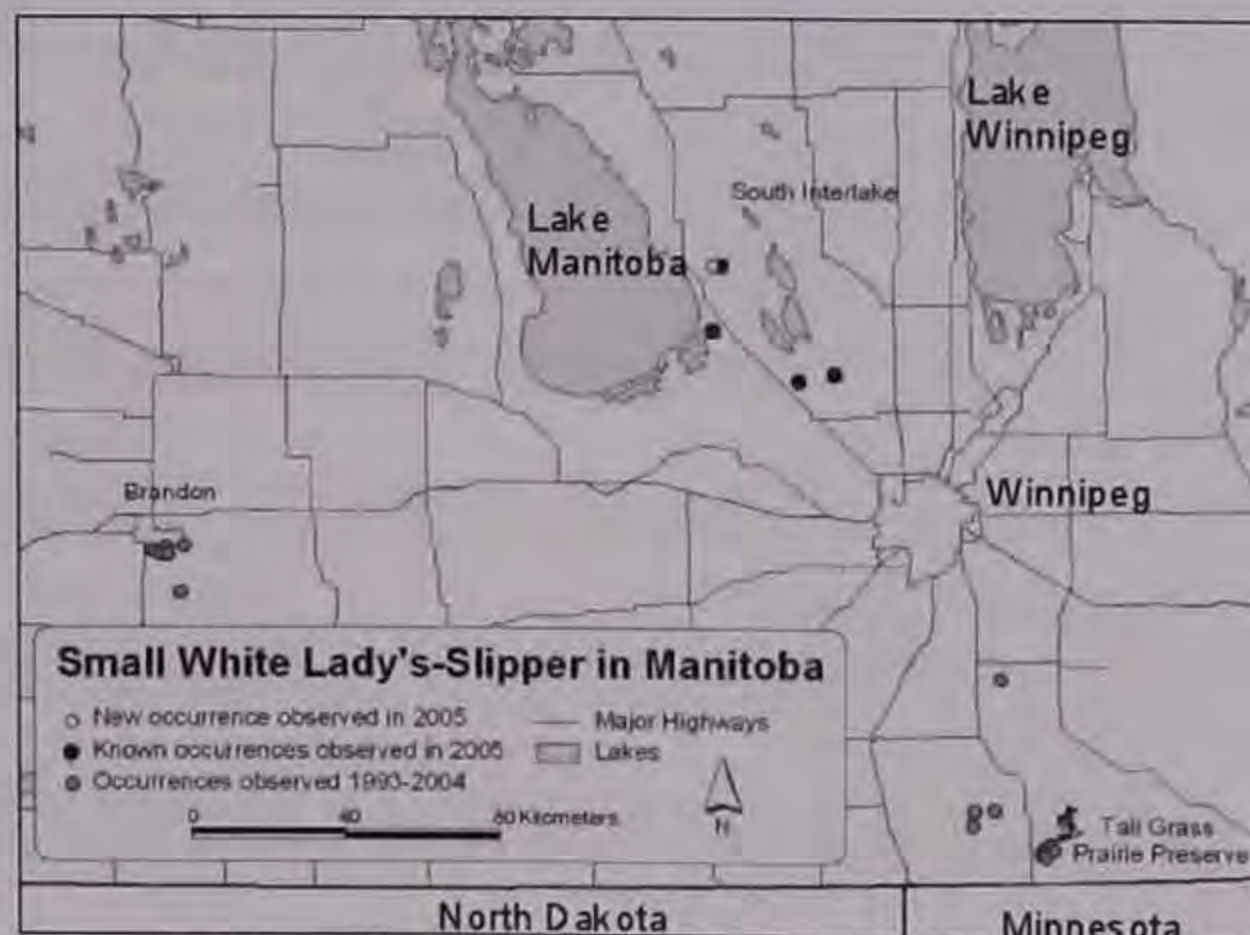 Lake
Winnipeg
South Interlake
Lake
Manitoba
Brandon
Winnipeg
Small White Lady's-Slipper in Manitoba
New occurrence observed in 2005
Known occurrences observed in 2005
Occurrences observed 1993-2004
Major Highways
Lakes
0 40 80 Kilometers
N
Tall Grass
Prairie Preserve
North Dakota
Minnesota